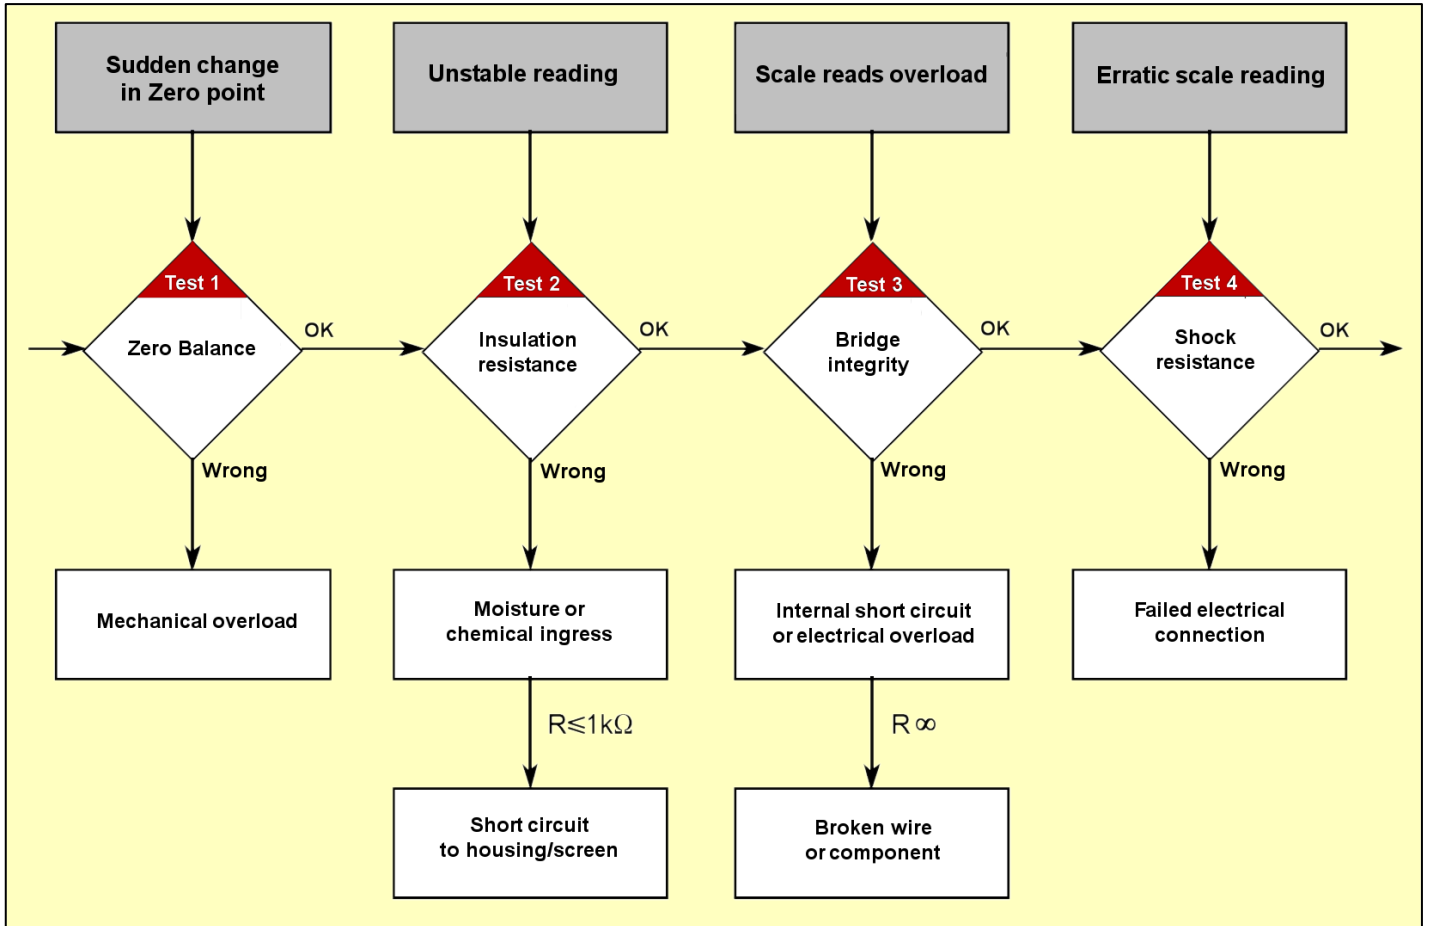 Sudden change
in Zero point
Unstable reading
Scale reads overload
Erratic scale reading
Test 1
Zero Balance
OK
Wrong
Test 2
Insulation
resistance
OK
Wrong
Test 3
Bridge
integrity
OK
Wrong
Test 4
Shock
resistance
OK
Wrong
Mechanical overload
Moisture or
chemical ingress
Internal short circuit
or electrical overload
Failed electrical
connection
R⩽1kΩ
R∞
Short circuit
to housing/screen
Broken wire
or component